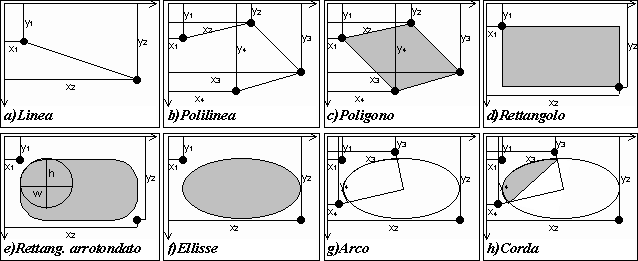 y1
x1
y2
x2
a)Linea
y1
y2
x1
x2
y4
y3
x3
x4
b)Polilinea
y1
y2
x1
x2
y4
y3
x3
x4
c)Poligono
y1
x1
y2
x2
d)Rettangolo
y1
x1
h
w
y2
x2
e)Rettang. arrotondato
y1
x1
y2
x2
f)Ellisse
y1
y3
x1
x3
y4
y2
x4
x2
g)Arco
y1
y3
x1
x3
y4
y2
x4
x2
h)Corda